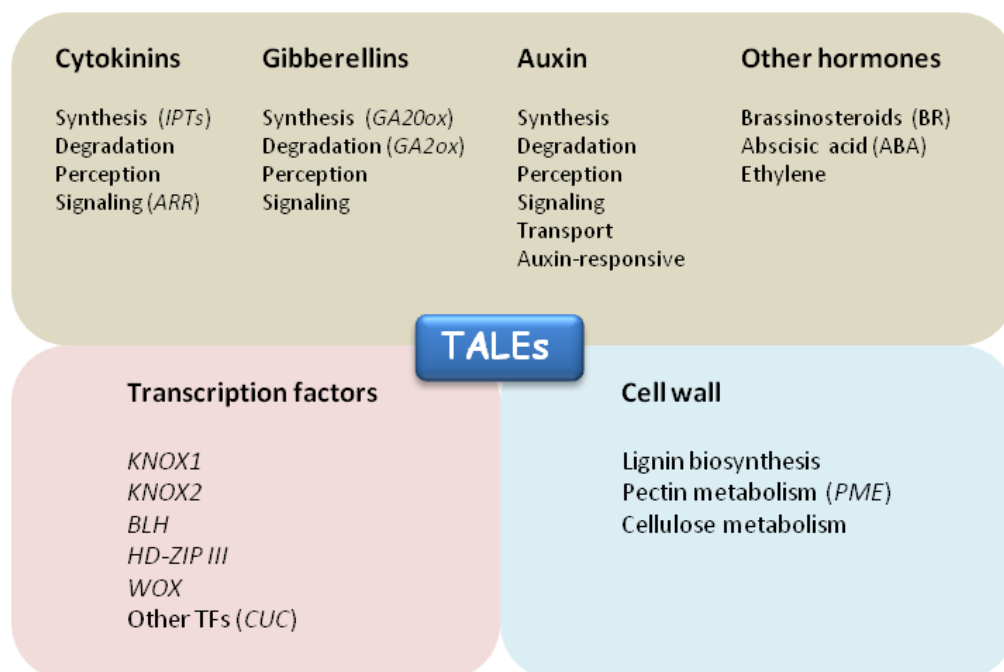 Cytokinins
Synthesis (IPTs)
Degradation
Perception
Signaling (ARR)
Gibberellins
Synthesis (GA20ox)
Degradation (GA2ox)
Perception
Signaling
Auxin
Synthesis
Degradation
Perception
Signaling
Transport
Auxin-responsive
Other hormones
Brassinosteroids (BR)
Abscisic acid (ABA)
Ethylene
TALEs
Transcription factors
KNOX1
KNOX2
BLH
HD-ZIP III
WOX
Other TFs (CUC)
Cell wall
Lignin biosynthesis
Pectin metabolism (PME)
Cellulose metabolism